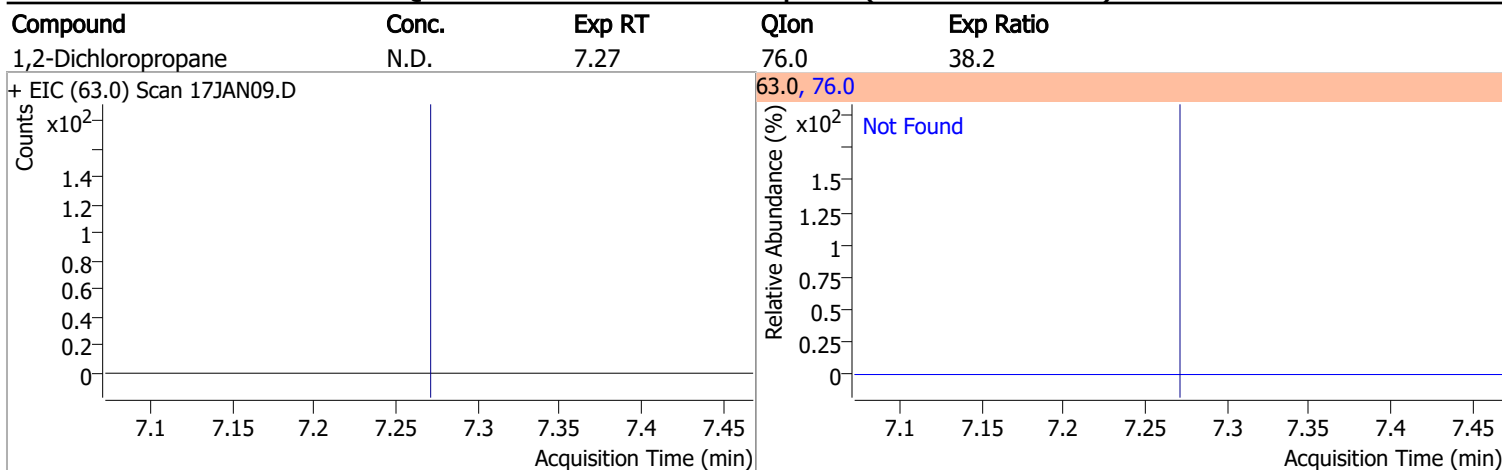 Compound Conc. Exp RT QIon Exp Ratio
1,2-Dichloropropane N.D. 7.27 76.0 38.2
+ EIC (63.0) Scan 17JAN09.D
Counts
x10²
1.4
1.2
1
0.8
0.6
0.4
0.2
0
7.1 7.15 7.2 7.25 7.3 7.35 7.4 7.45
Acquisition Time (min)
63.0, 76.0
Relative Abundance (%)
x10²
Not Found
1.5
1.25
1
0.75
0.5
0.25
0
7.1 7.15 7.2 7.25 7.3 7.35 7.4 7.45
Acquisition Time (min)